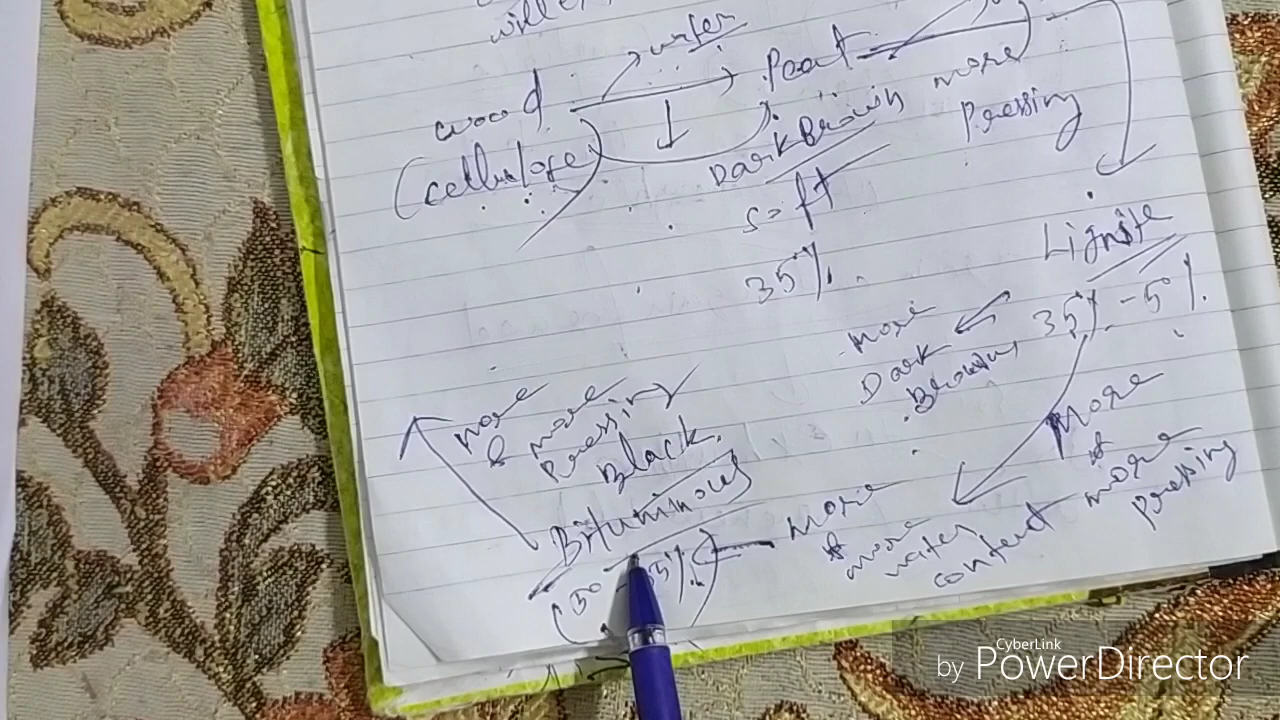 water
wood
Peat
(cellulose)
Dark Brown
more
Pressing
soft
35%.
Lignite
35% - 5%.
more
Dark
Brown
More
&
more
Pressing
more
& more
Pressing
Black
Bituminous
More
&
more
water
content
CyberLink
by PowerDirector